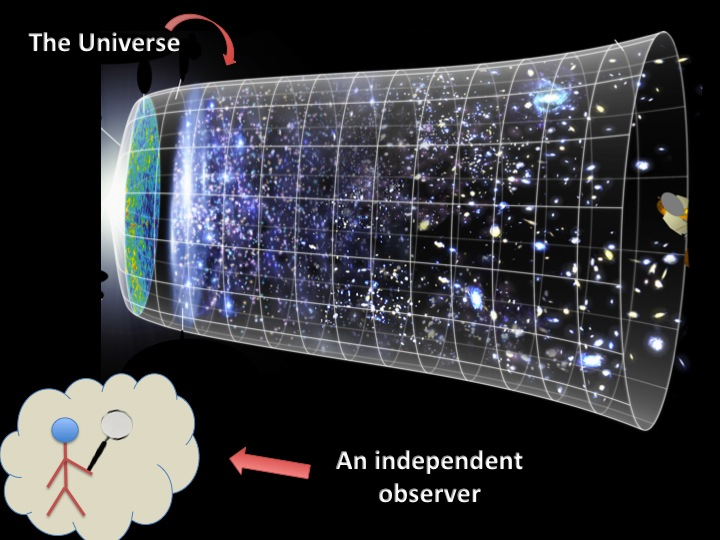 The Universe
An independent
observer